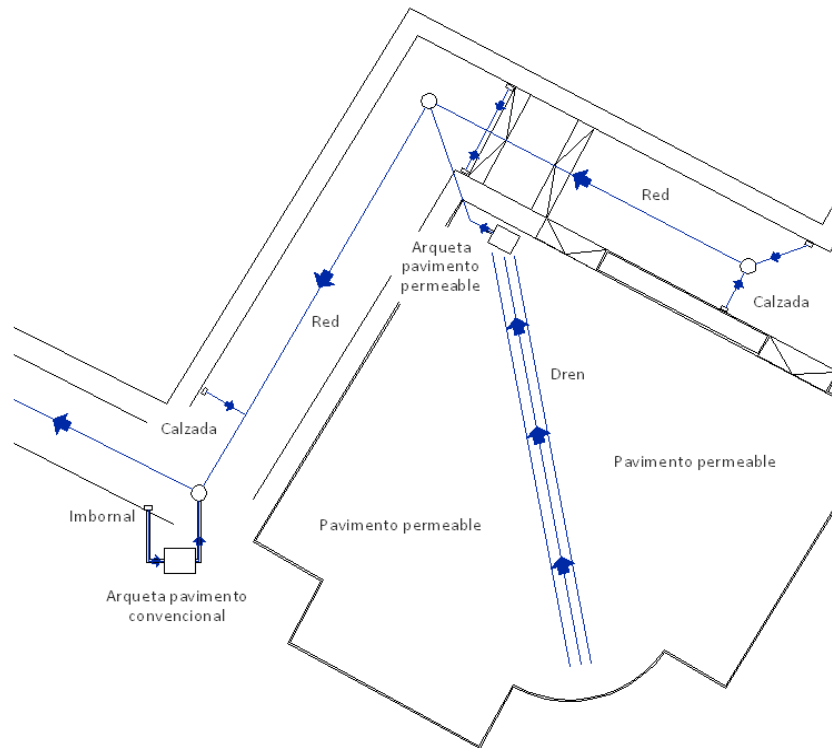 Red
Arqueta
pavimento
permeable
Calzada
Red
Dren
Calzada
Pavimento permeable
Imbornal
Pavimento permeable
Arqueta pavimento
convencional